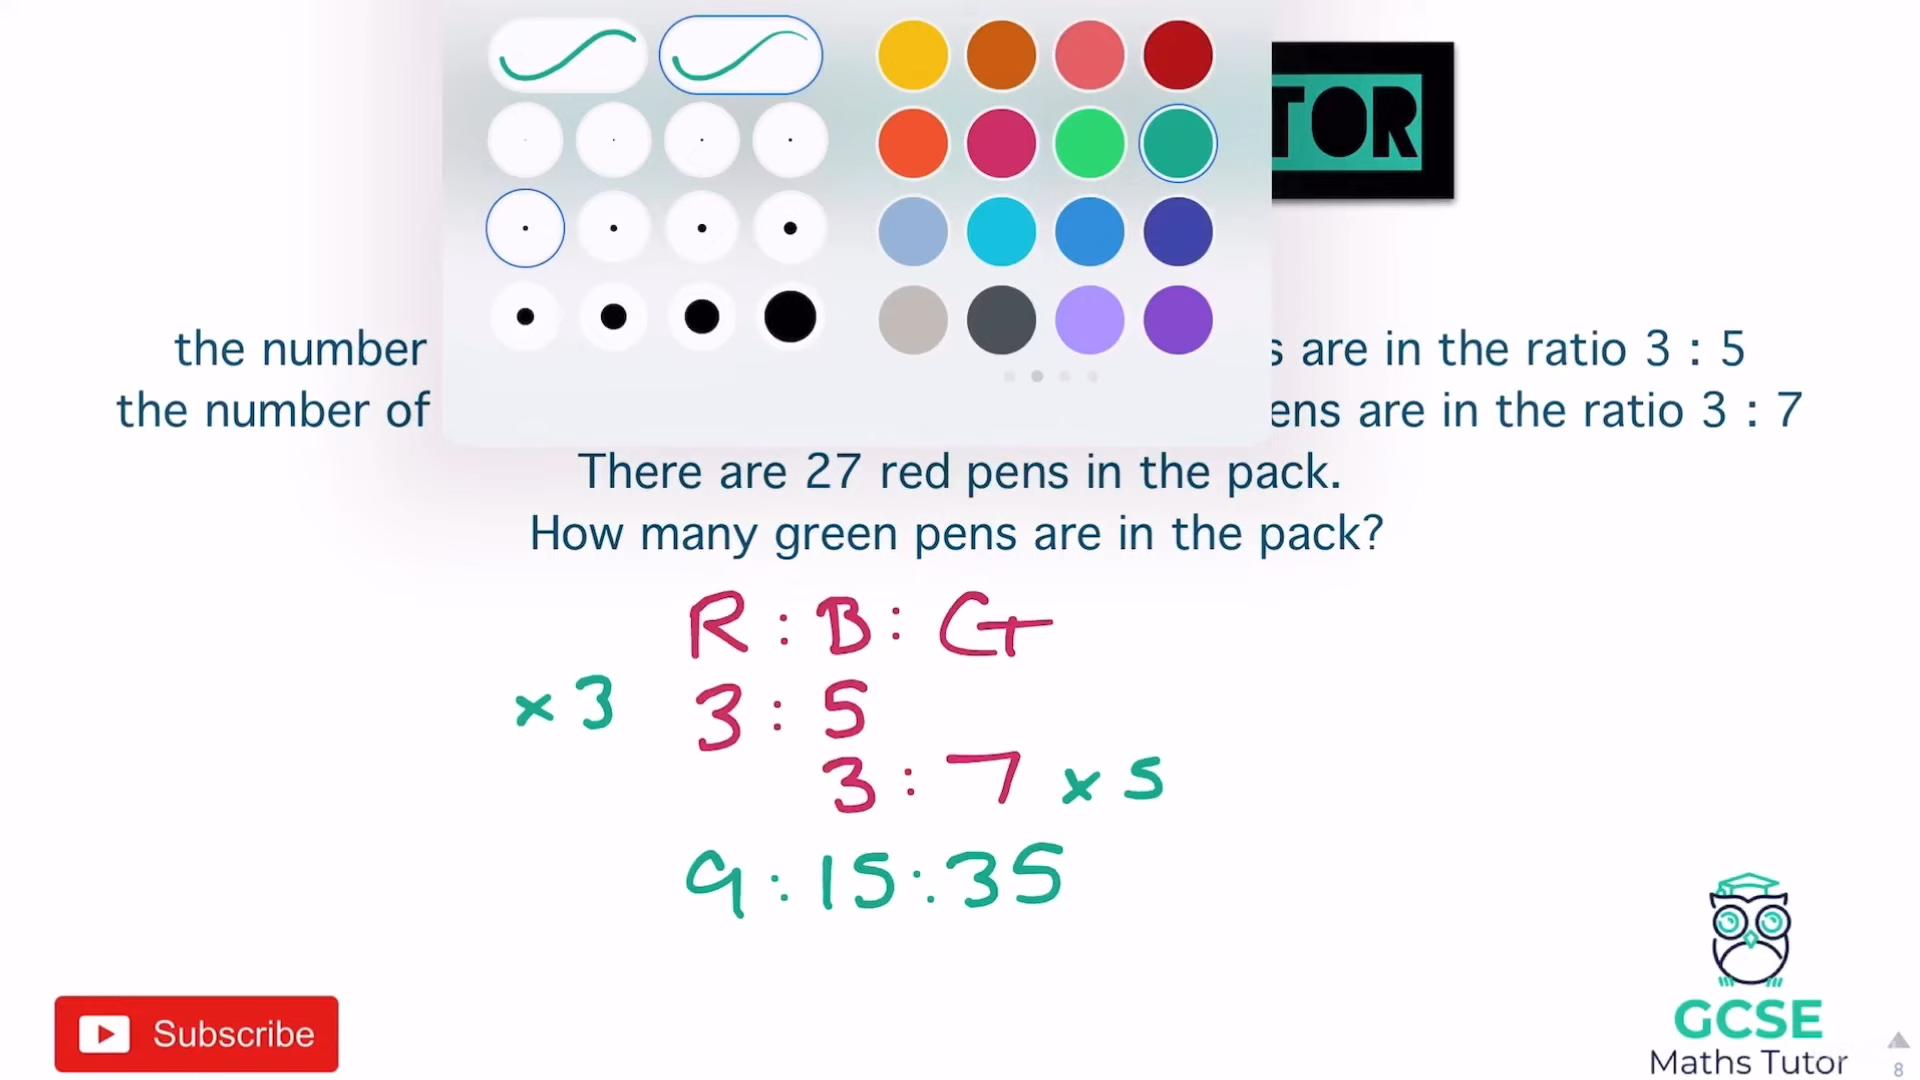 TOR
the number are in the ratio 3 : 5
the number of are in the ratio 3 : 7
There are 27 red pens in the pack.
How many green pens are in the pack?
R : B : G
× 3 3 : 5
3 : 7 × 5
9 : 15 : 35
Subscribe
GCSE
Maths Tutor
8